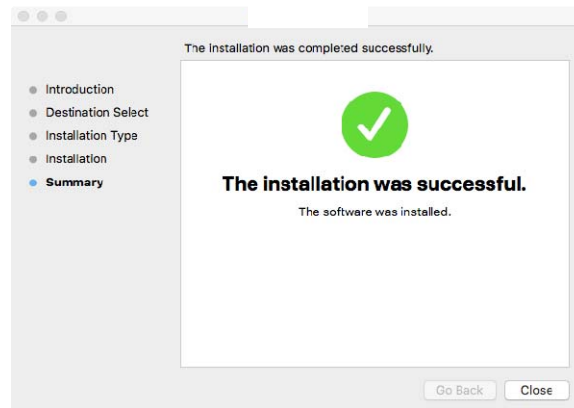 The installation was completed successfully.
Introduction
Destination Select
Installation Type
Installation
Summary
The installation was successful.
The software was installed.
Go Back
Close